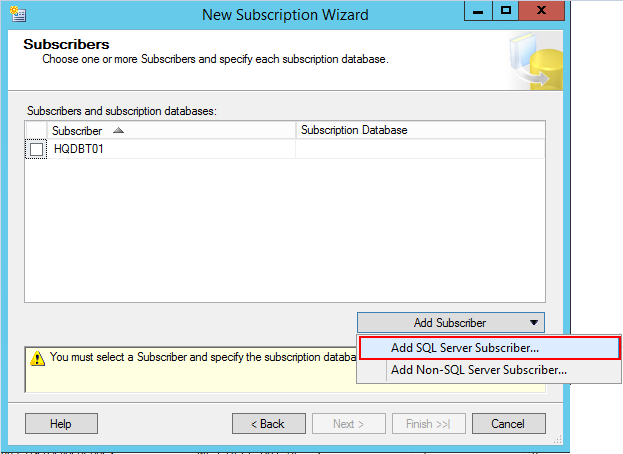 New Subscription Wizard
Subscribers
Choose one or more Subscribers and specify each subscription database.
Subscribers and subscription databases:
Subscriber Subscription Database
HQDBT01
Add Subscriber
Add SQL Server Subscriber...
Add Non-SQL Server Subscriber...
You must select a Subscriber and specify the subscription databa
Help < Back Next > Finish >>| Cancel